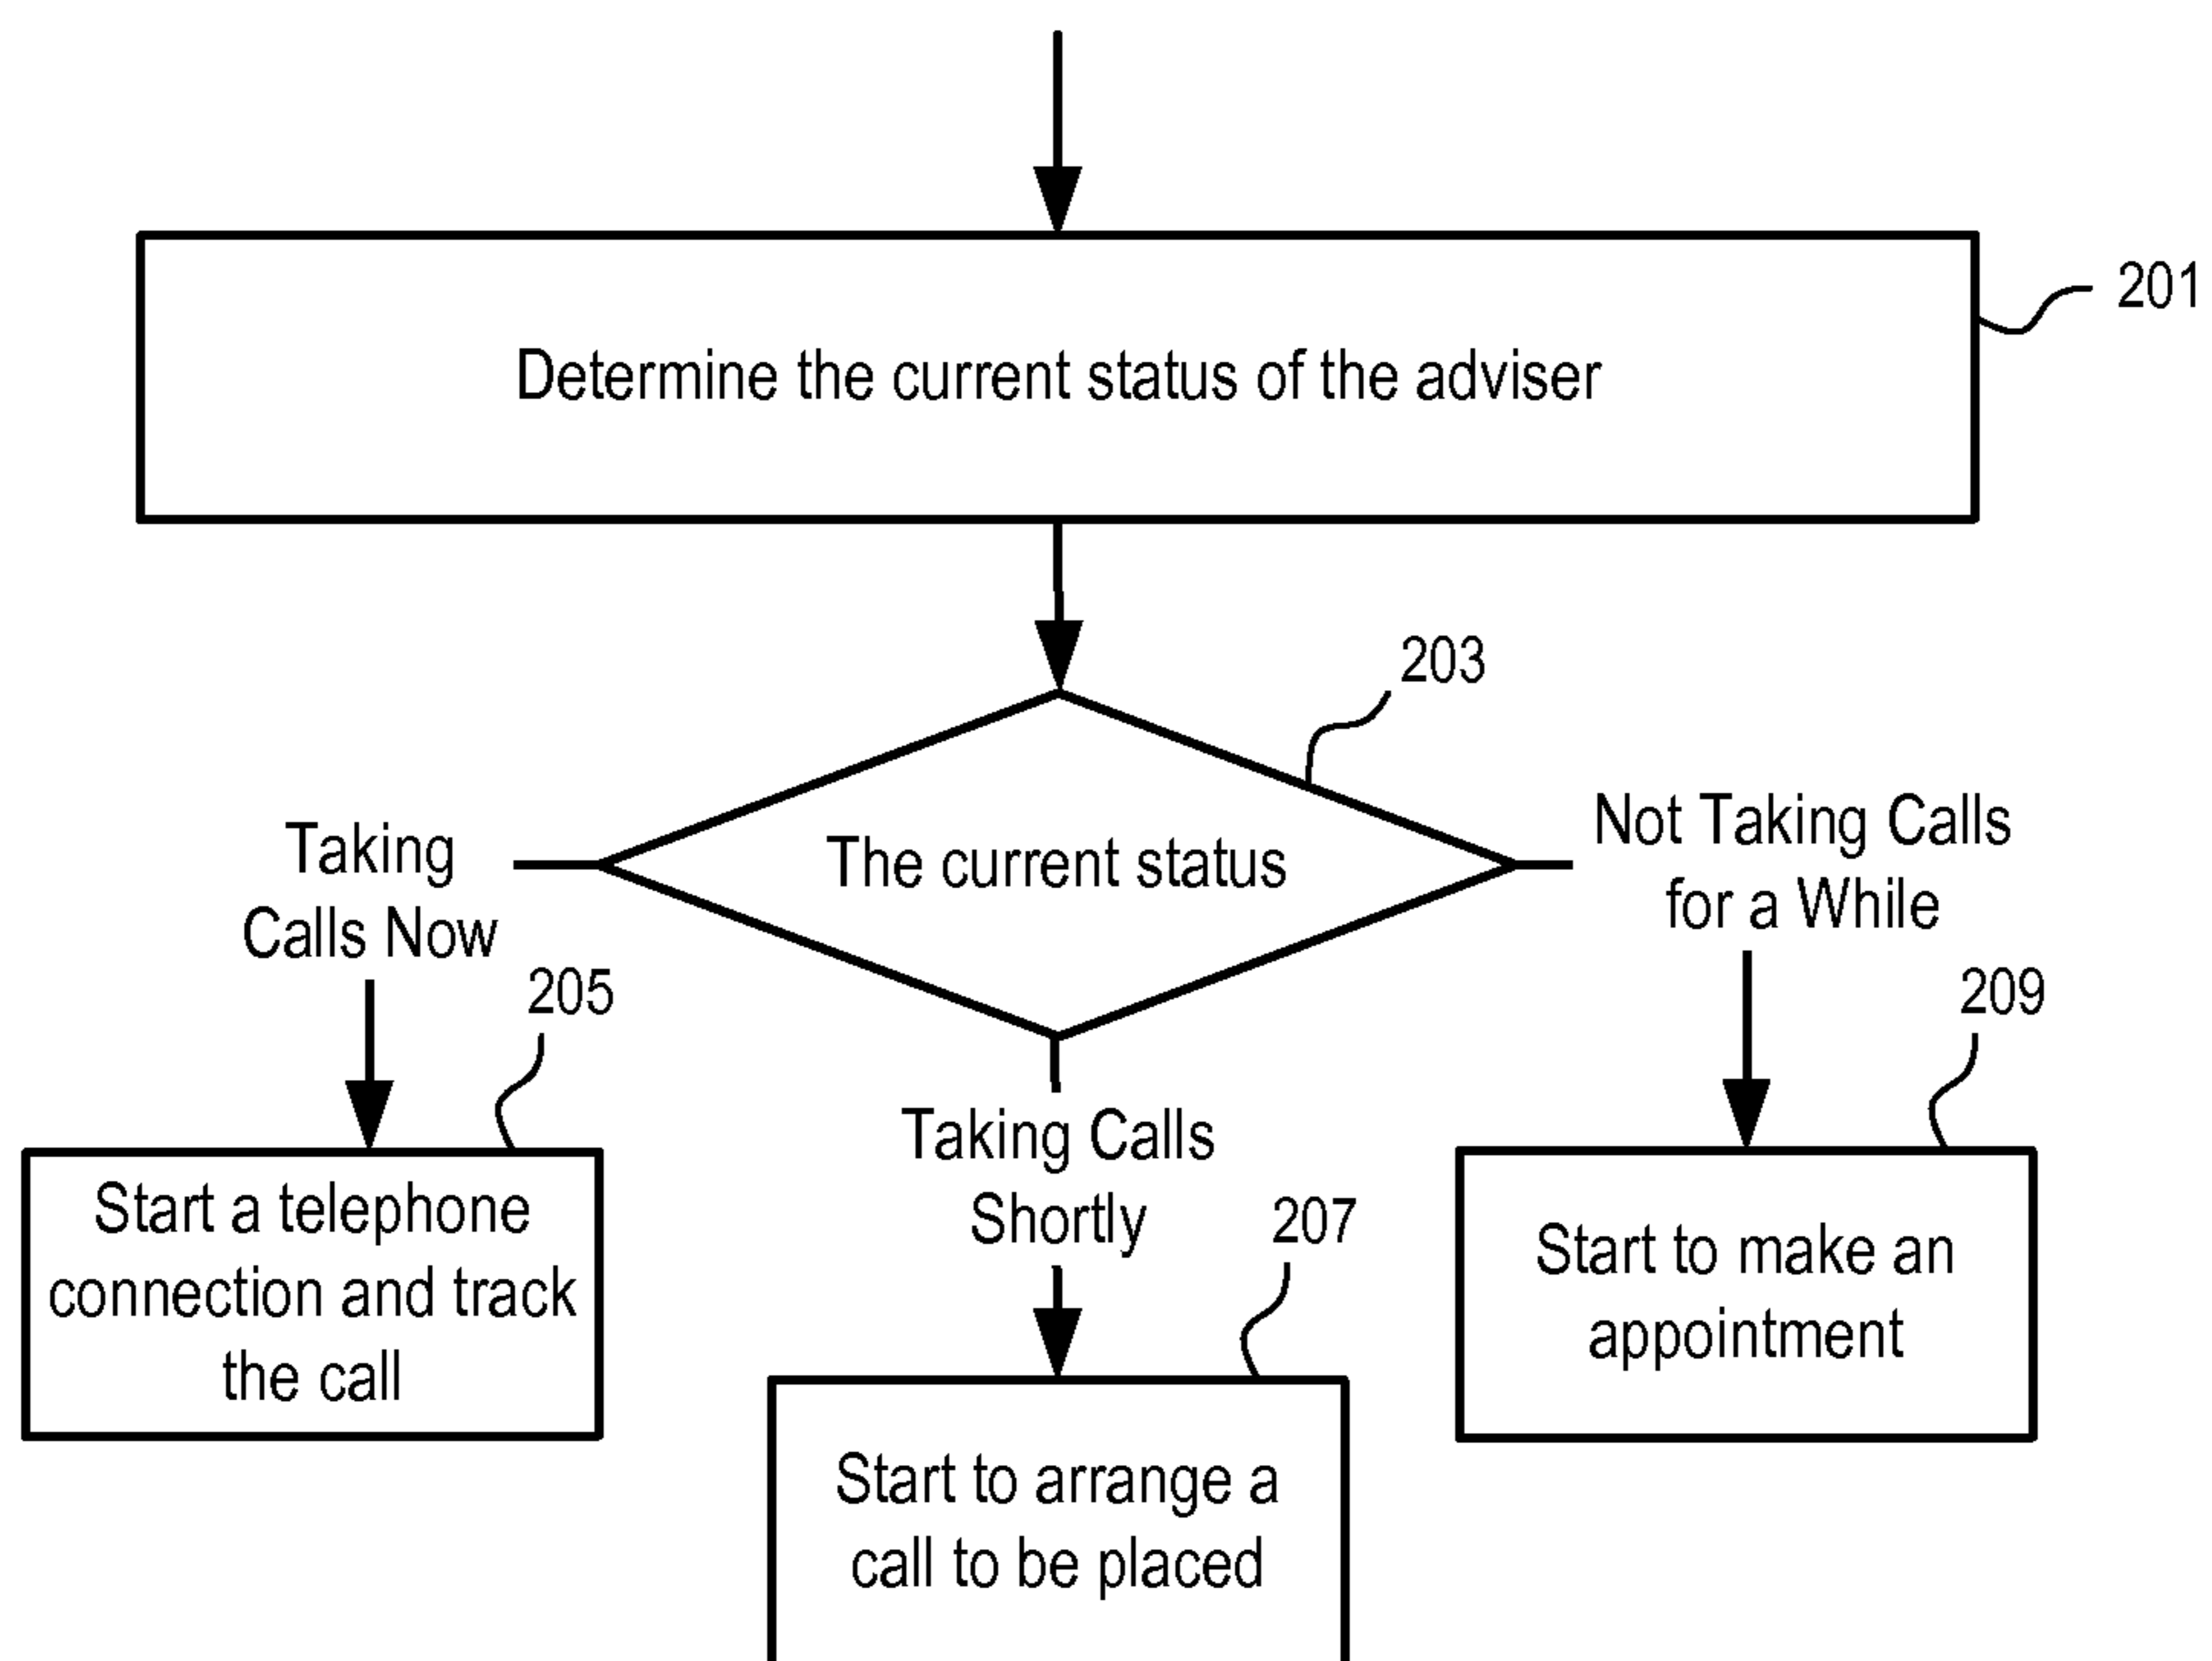 201
Determine the current status of the adviser
203
The current status
Taking
Calls Now
Not Taking Calls
for a While
205
209
Taking Calls
Shortly
207
Start a telephone
connection and track
the call
Start to make an
appointment
Start to arrange a
call to be placed